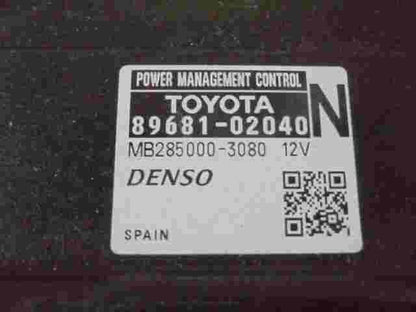 POWER MANAGEMENT CONTROL
TOYOTA
89681-02040 N
MB285000-3080 12V
DENSO
SPAIN